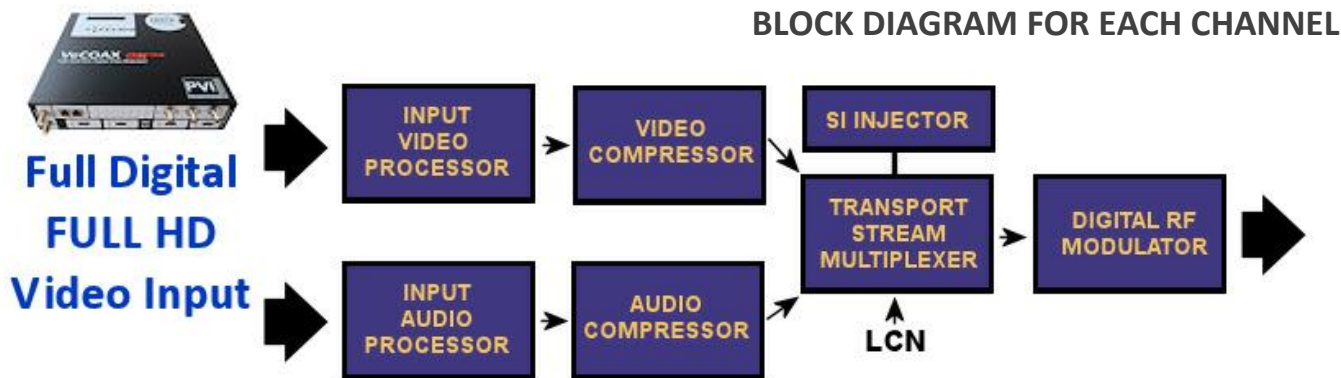 BLOCK DIAGRAM FOR EACH CHANNEL
VeCOAX
PVI
Full Digital
FULL HD
Video Input
INPUT
VIDEO
PROCESSOR
VIDEO
COMPRESSOR
SI INJECTOR
TRANSPORT
STREAM
MULTIPLEXER
DIGITAL RF
MODULATOR
INPUT
AUDIO
PROCESSOR
AUDIO
COMPRESSOR
LCN